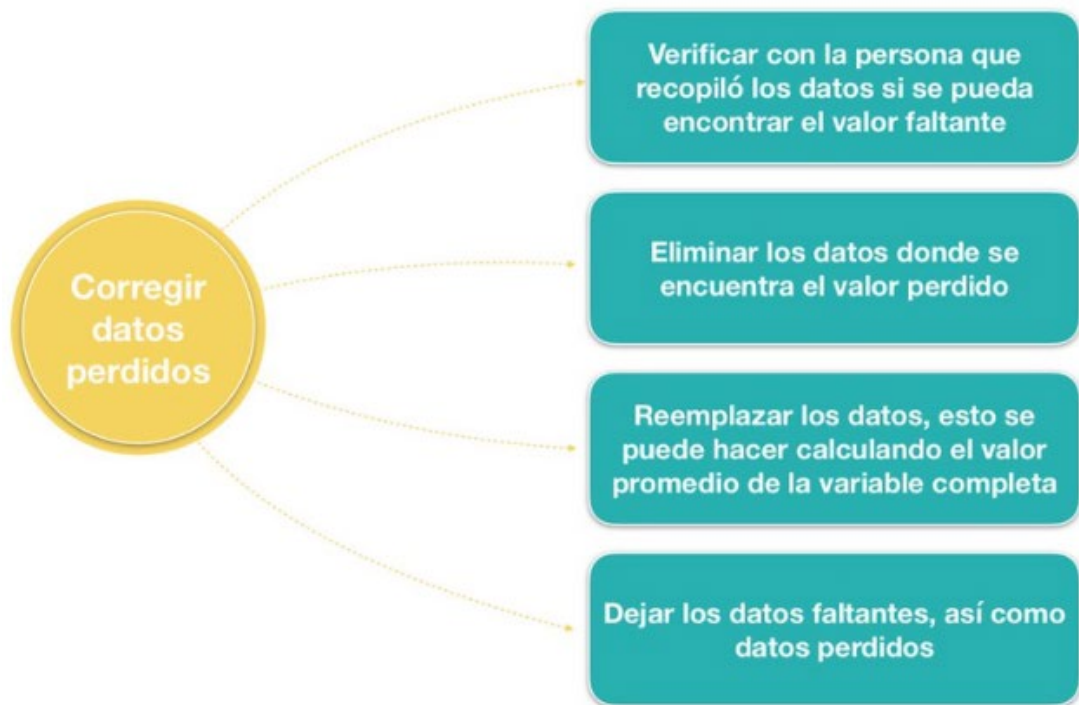 Corregir
datos
perdidos
Verificar con la persona que
recopiló los datos si se pueda
encontrar el valor faltante
Eliminar los datos donde se
encuentra el valor perdido
Reemplazar los datos, esto se
puede hacer calculando el valor
promedio de la variable completa
Dejar los datos faltantes, así como
datos perdidos